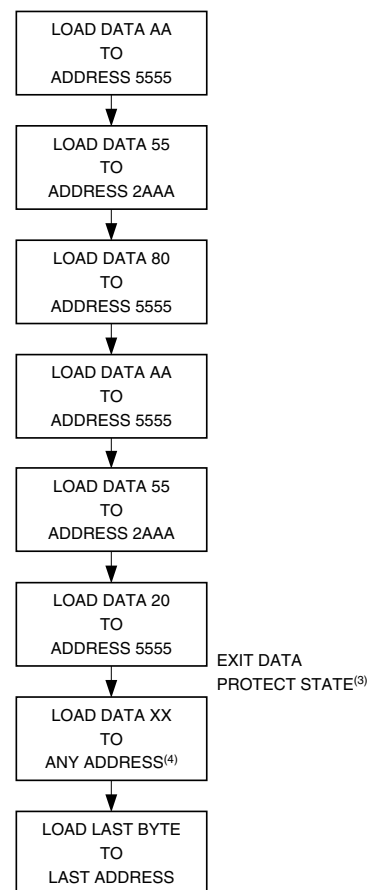 LOAD DATA AA
TO
ADDRESS 5555
LOAD DATA 55
TO
ADDRESS 2AAA
LOAD DATA 80
TO
ADDRESS 5555
LOAD DATA AA
TO
ADDRESS 5555
LOAD DATA 55
TO
ADDRESS 2AAA
LOAD DATA 20
TO
ADDRESS 5555
EXIT DATA
PROTECT STATE(3)
LOAD DATA XX
TO
ANY ADDRESS(4)
LOAD LAST BYTE
TO
LAST ADDRESS